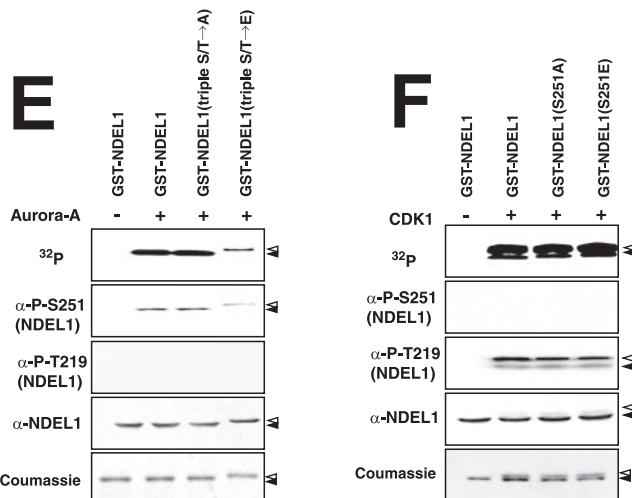 E
GST-NDEL1
GST-NDEL1
GST-NDEL1(triple S/T→A)
GST-NDEL1(triple S/T→E)
Aurora-A - + + +
32P
α-P-S251
(NDEL1)
α-P-T219
(NDEL1)
α-NDEL1
Coumassie
F
GST-NDEL1
GST-NDEL1
GST-NDEL1(S251A)
GST-NDEL1(S251E)
CDK1 - + + +
32P
α-P-S251
(NDEL1)
α-P-T219
(NDEL1)
α-NDEL1
Coumassie